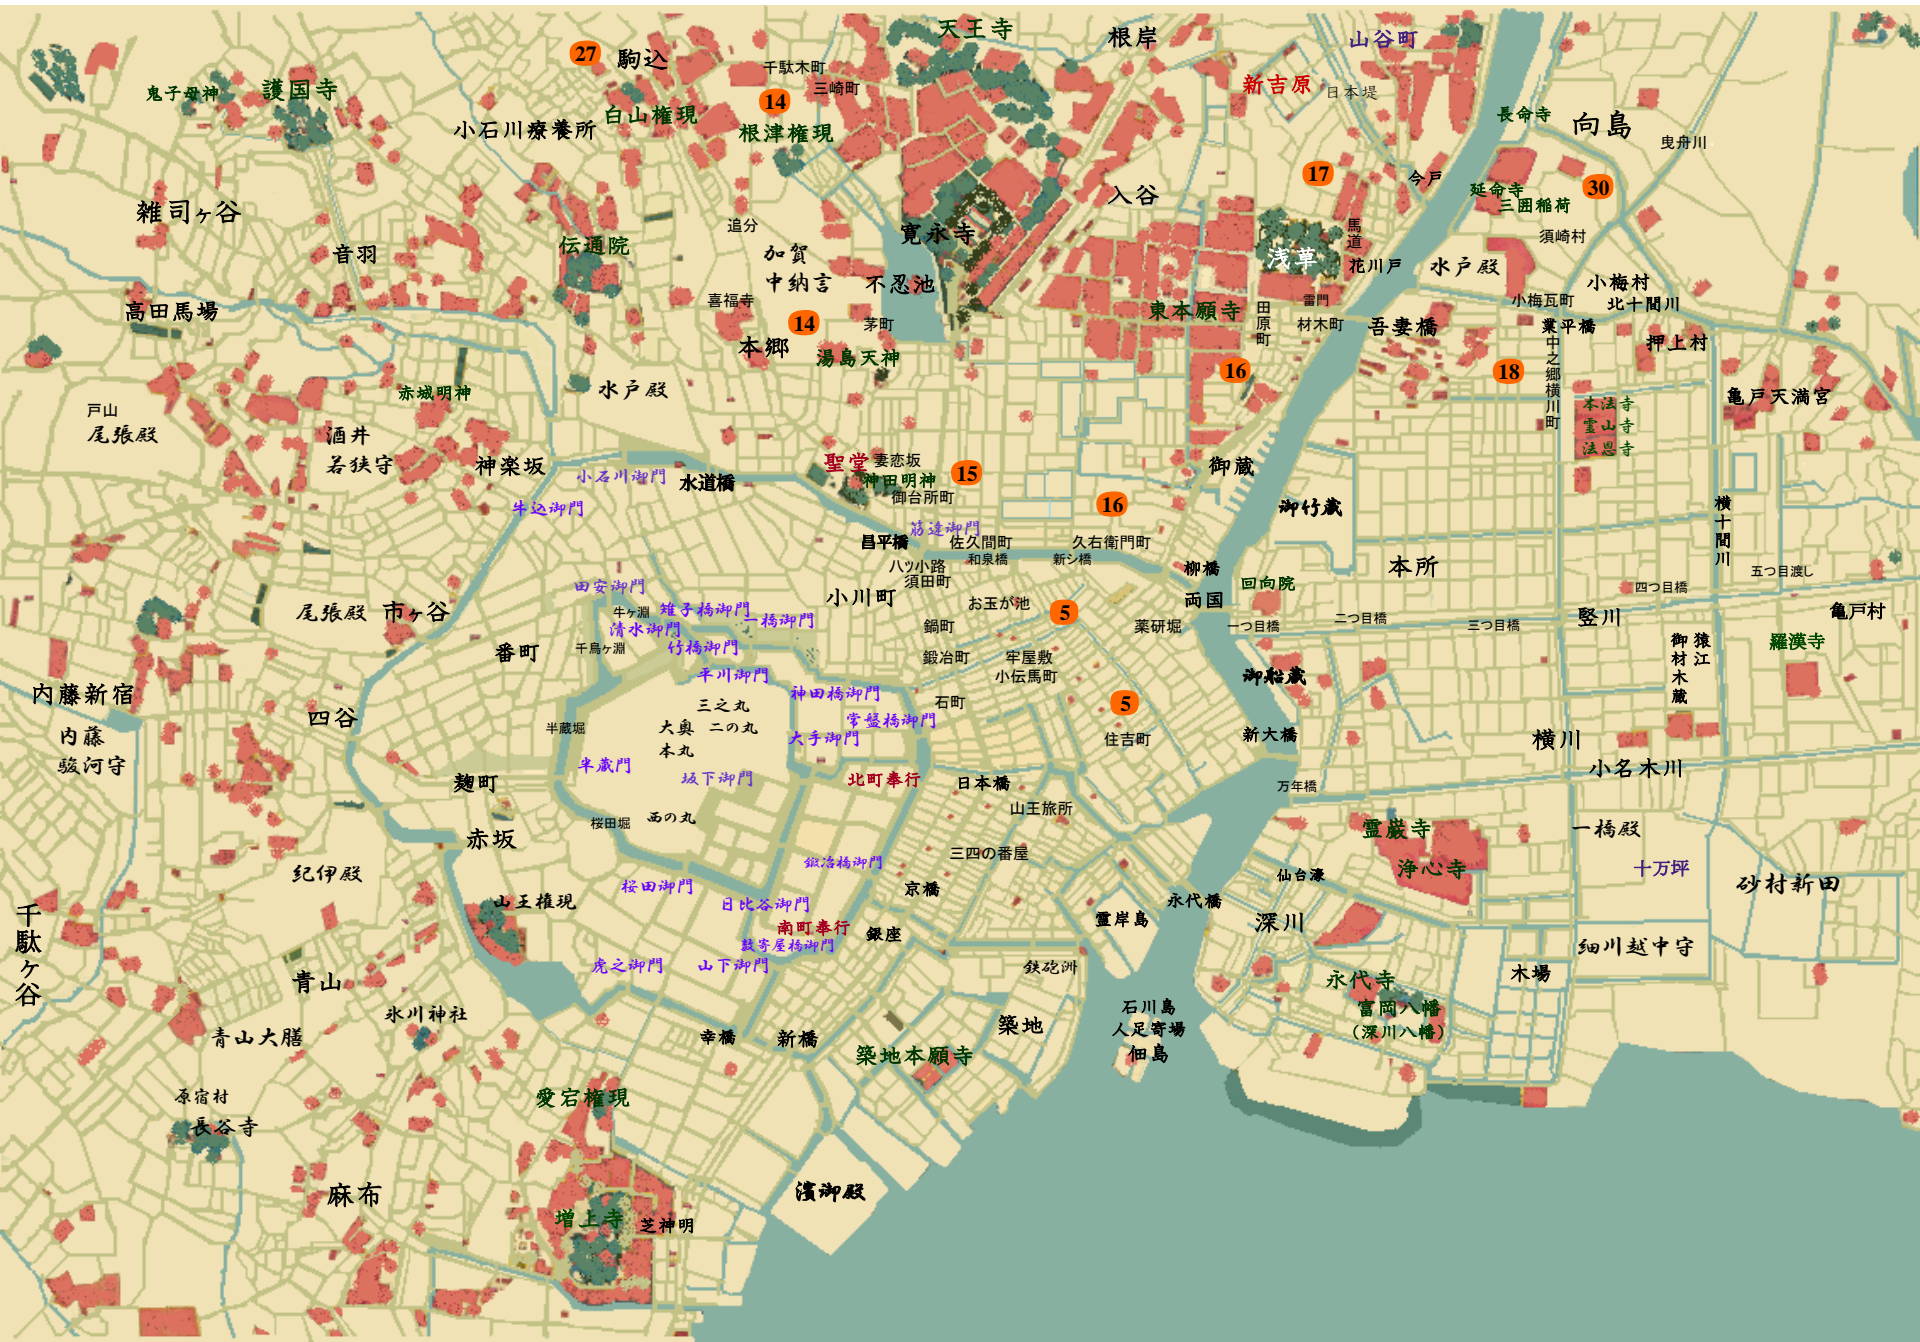 天王寺
根岸
山谷町
27
駒込
千駄木町
三崎町
新吉原
日本堤
鬼子母神
護国寺
14
白山権現
根津権現
小石川療養所
長命寺
向島
曳舟川
17
今戸
延命寺
三囲稲荷
30
入谷
雑司ヶ谷
追分
寛永寺
馬道
須崎村
伝通院
音羽
加賀
中納言
浅草
花川戸
水戸殿
不忍池
小梅村
北十間川
高田馬場
喜福寺
14
茅町
東本願寺
田原町
雷門
材木町
吾妻橋
小梅瓦町
業平橋
押上村
本郷
湯島天神
16
18
中之郷横川町
水戸殿
赤城明神
亀戸天満宮
戸山
尾張殿
本法寺
霊山寺
法恩寺
酒井
若狭守
神楽坂
小石川御門
水道橋
聖堂
妻恋坂
神田明神
15
御台所町
御蔵
牛込御門
16
御竹蔵
横十間川
筋違御門
昌平橋
佐久間町
久右衛門町
和泉橋
新シ橋
八ッ小路
須田町
柳橋
回向院
本所
五つ目渡し
田安御門
小川町
お玉が池
5
両国
四つ目橋
尾張殿
市ヶ谷
牛ヶ淵
雉子橋御門
一橋御門
清水御門
鍋町
薬研堀
一つ目橋
二つ目橋
三つ目橋
竪川
亀戸村
番町
千鳥ヶ淵
竹橋御門
鍛冶町
牢屋敷
小伝馬町
御船蔵
御材木蔵
猿江
羅漢寺
平川御門
内藤新宿
神田橋御門
石町
5
三之丸
四谷
半蔵堀
大奥
二の丸
常盤橋御門
内藤
駿河守
本丸
大手御門
住吉町
新大橋
横川
半蔵門
坂下御門
北町奉行
日本橋
小名木川
麹町
万年橋
山王旅所
桜田堀
西の丸
霊巌寺
一橋殿
赤坂
三四の番屋
鍛冶橋御門
浄心寺
十万坪
砂村新田
紀伊殿
仙台濠
桜田御門
京橋
永代橋
山王権現
日比谷御門
霊岸島
深川
千駄ヶ谷
南町奉行
銀座
数寄屋橋御門
細川越中守
虎之御門
山下御門
鉄砲洲
木場
青山
永代寺
氷川神社
石川島
人足寄場
佃島
富岡八幡
（深川八幡）
築地
青山大膳
幸橋
新橋
築地本願寺
原宿村
愛宕権現
長谷寺
麻布
濱御殿
増上寺
芝神明